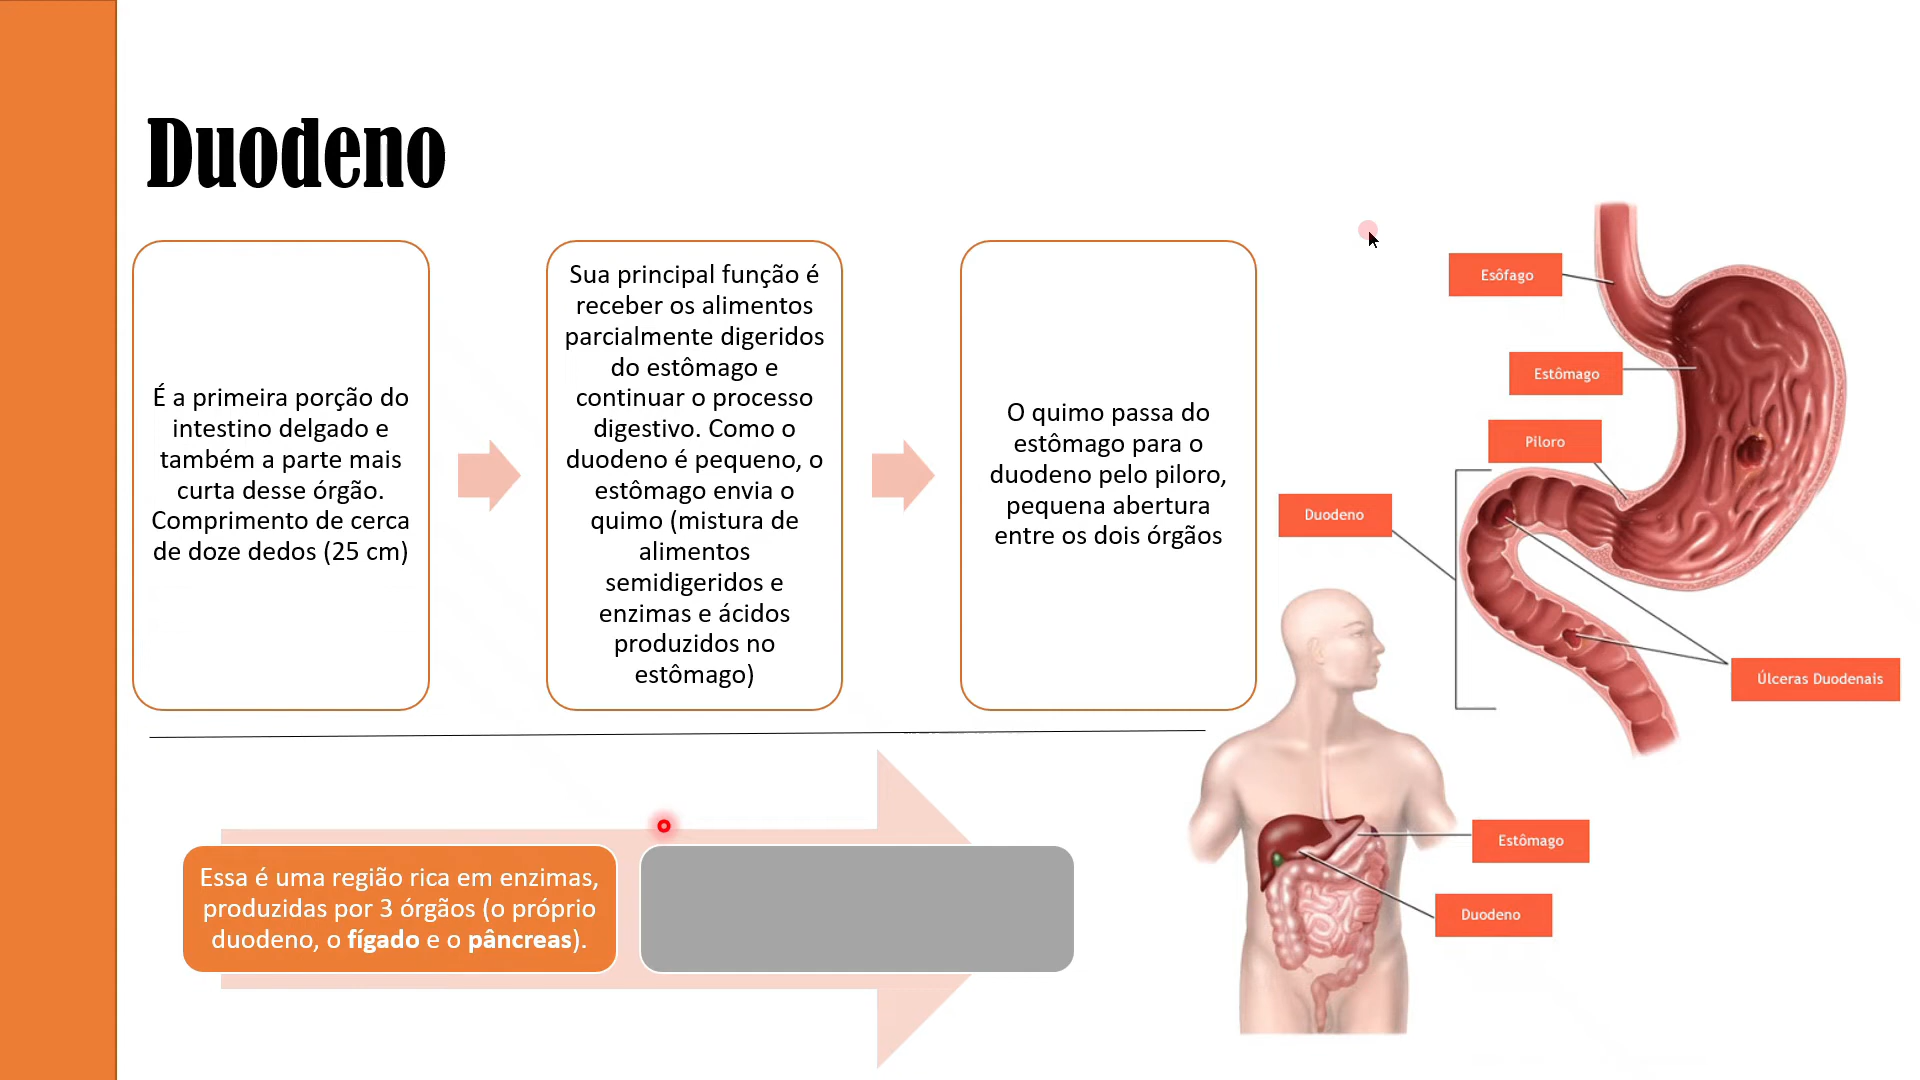 Duodeno
É a primeira porção do
intestino delgado e
também a parte mais
curta desse órgão.
Comprimento de cerca
de doze dedos (25 cm)
Sua principal função é
receber os alimentos
parcialmente digeridos
do estômago e
continuar o processo
digestivo. Como o
duodeno é pequeno, o
estômago envia o
quimo (mistura de
alimentos
semidigeridos e
enzimas e ácidos
produzidos no
estômago)
O quimo passa do
estômago para o
duodeno pelo piloro,
pequena abertura
entre os dois órgãos
Esôfago
Estômago
Piloro
Duodeno
Úlceras Duodenais
Essa é uma região rica em enzimas,
produzidas por 3 órgãos (o próprio
duodeno, o fígado e o pâncreas).
Estômago
Duodeno